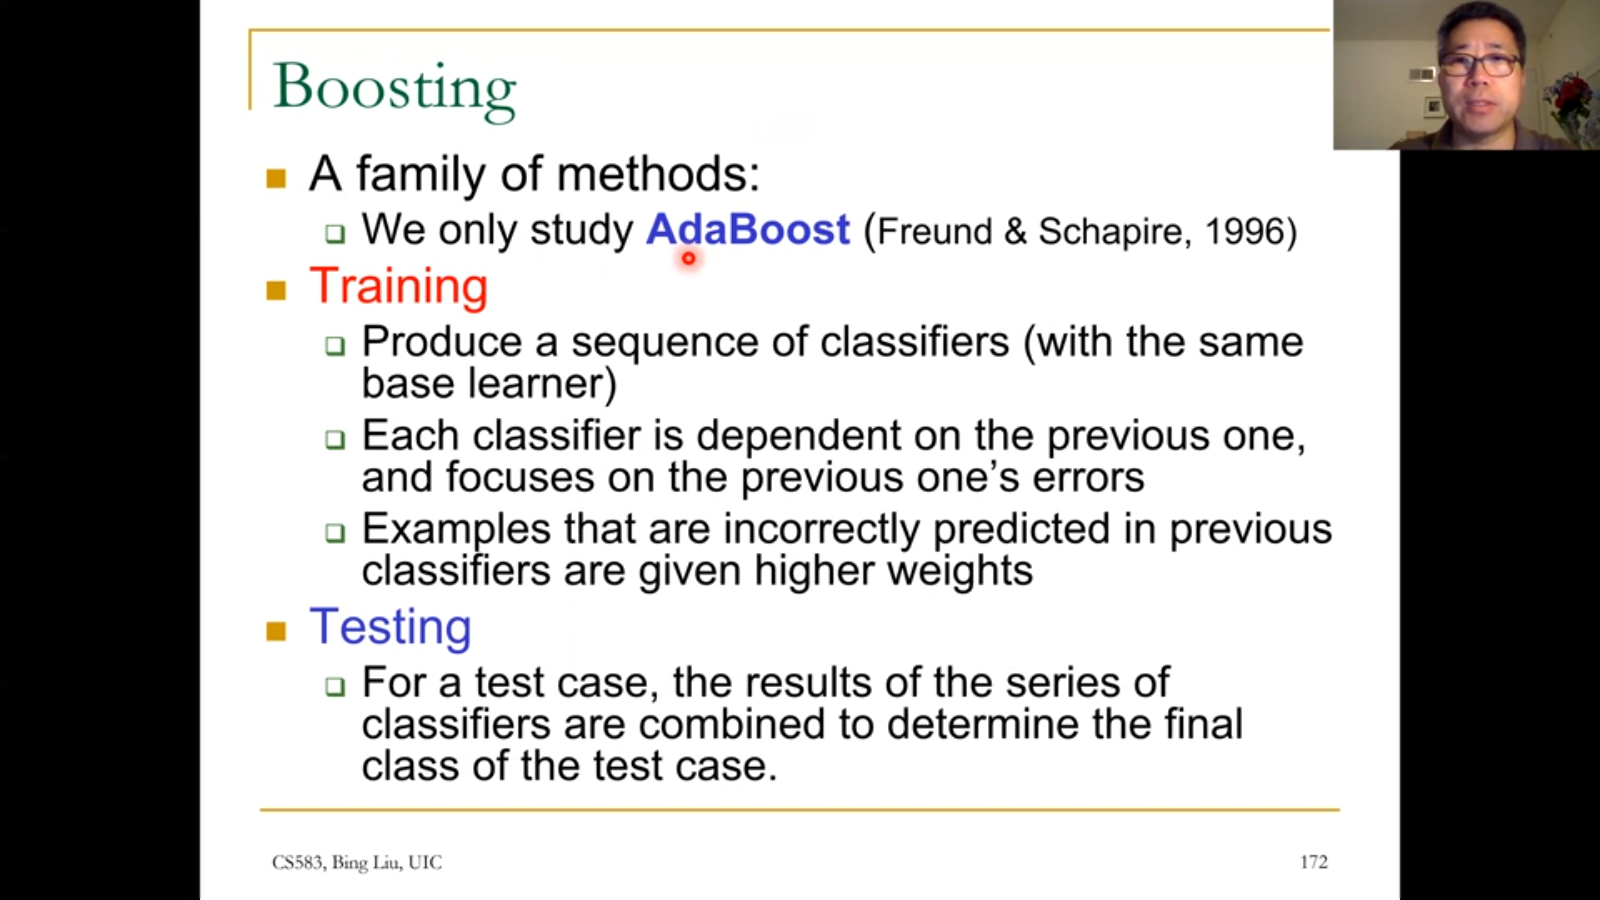 Boosting
A family of methods:
We only study AdaBoost (Freund & Schapire, 1996)
Training
Produce a sequence of classifiers (with the same
base learner)
Each classifier is dependent on the previous one,
and focuses on the previous one’s errors
Examples that are incorrectly predicted in previous
classifiers are given higher weights
Testing
For a test case, the results of the series of
classifiers are combined to determine the final
class of the test case.
CS583, Bing Liu, UIC
172